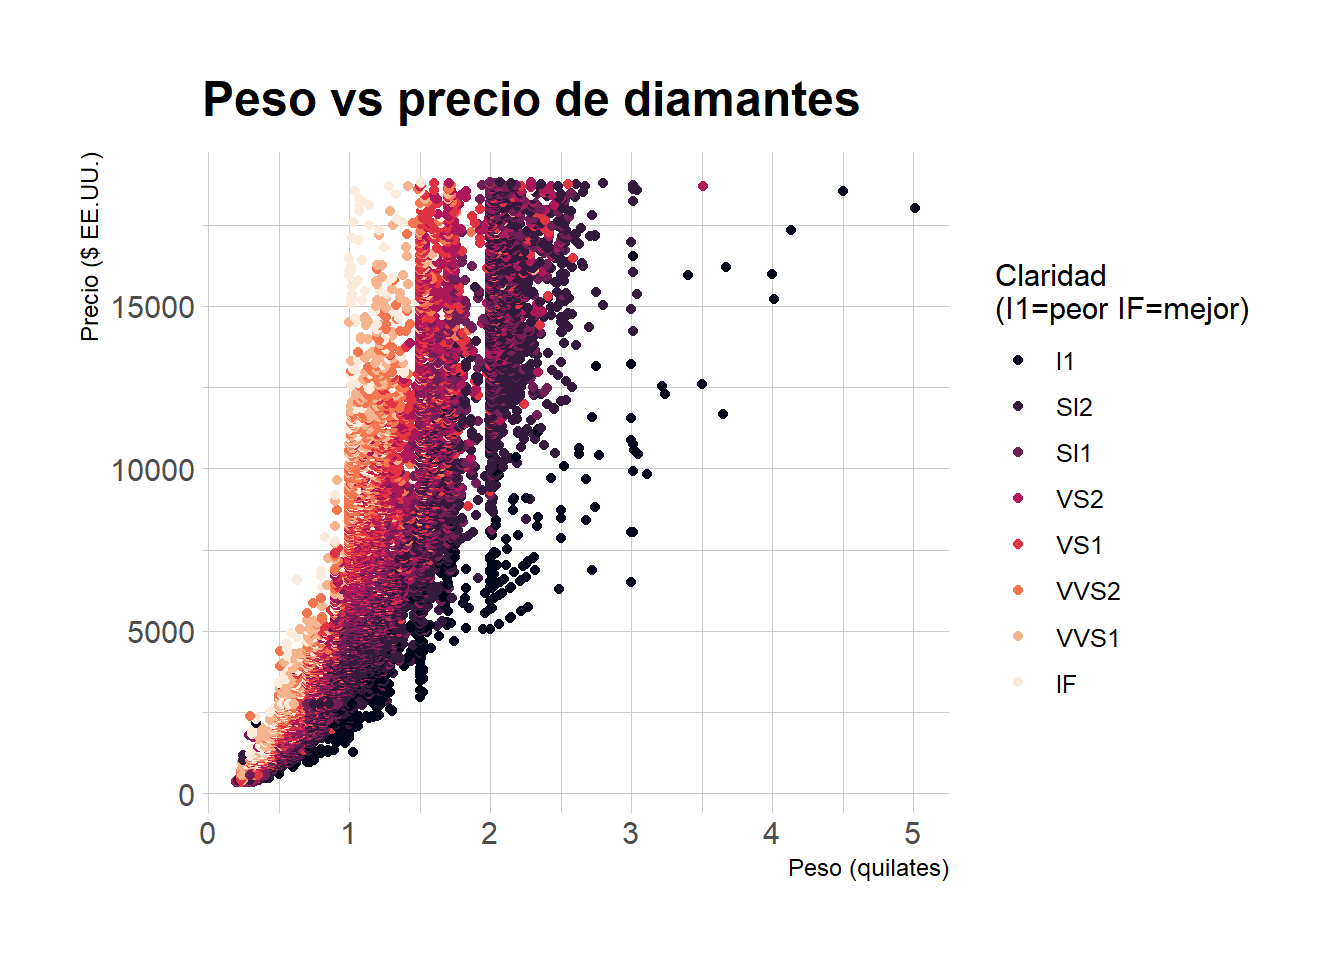 Peso vs precio de diamantes
Precio ($ EE.UU.)
15000
10000
5000
0
0 1 2 3 4 5
Peso (quilates)
Claridad
(I1=peor IF=mejor)
I1
SI2
SI1
VS2
VS1
VVS2
VVS1
IF